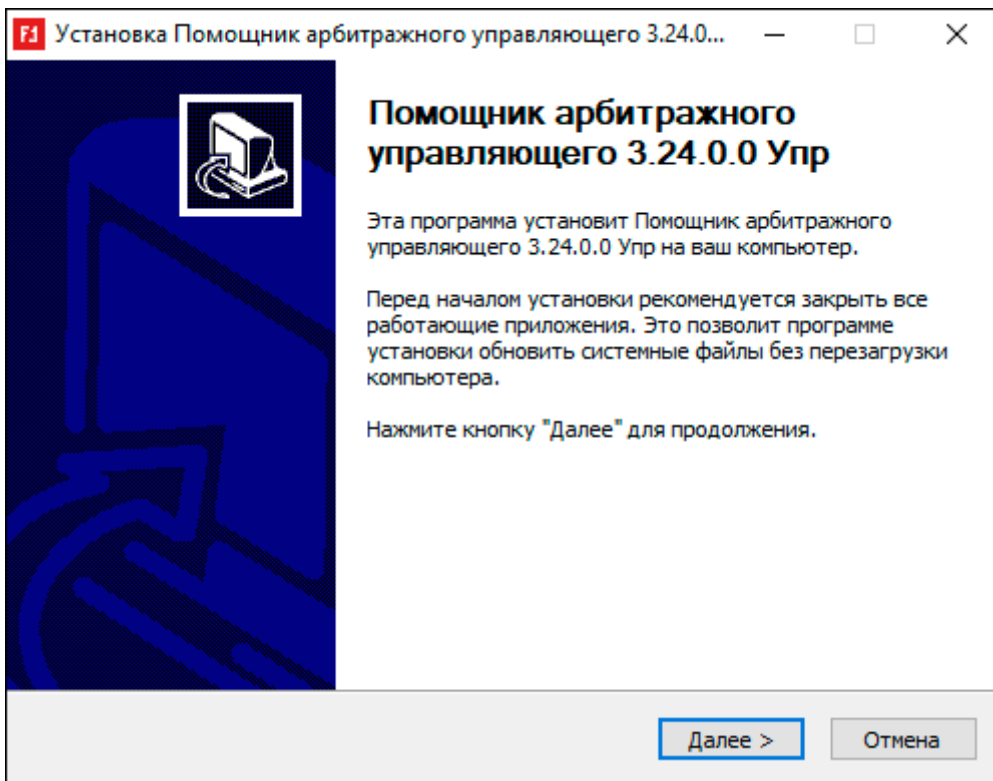 F1 Установка Помощник арбитражного управляющего 3.24.0...
Помощник арбитражного
управляющего 3.24.0.0 Упр
Эта программа установит Помощник арбитражного
управляющего 3.24.0.0 Упр на ваш компьютер.
Перед началом установки рекомендуется закрыть все
работающие приложения. Это позволит программе
установки обновить системные файлы без перезагрузки
компьютера.
Нажмите кнопку "Далее" для продолжения.
Далее > Отмена